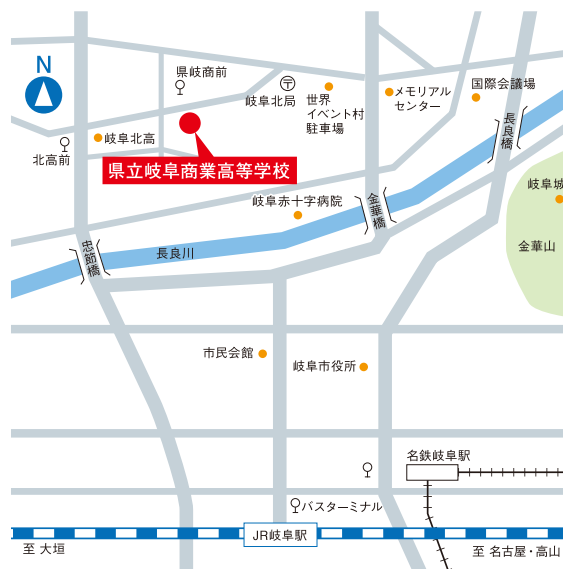 N
県岐商前
岐阜北局
世界
イベント村
駐車場
メモリアル
センター
国際会議場
長良橋
岐阜北高
北高前
県立岐阜商業高等学校
岐阜赤十字病院
金華橋
岐阜城
金華山
忠節橋
長良川
市民会館
岐阜市役所
名鉄岐阜駅
バスターミナル
JR岐阜駅
至 大垣
至 名古屋・高山